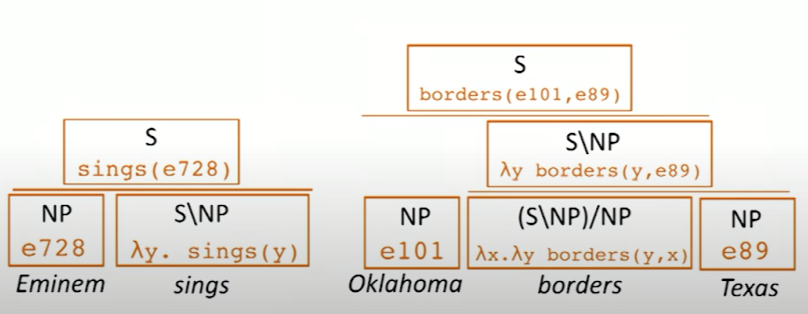 S
sings(e728)
NP
e728
S\NP
λy. sings(y)
Eminem
sings
S
borders(e101,e89)
S\NP
λy borders(y,e89)
NP
e101
(S\NP)/NP
λx.λy borders(y,x)
NP
e89
Oklahoma
borders
Texas